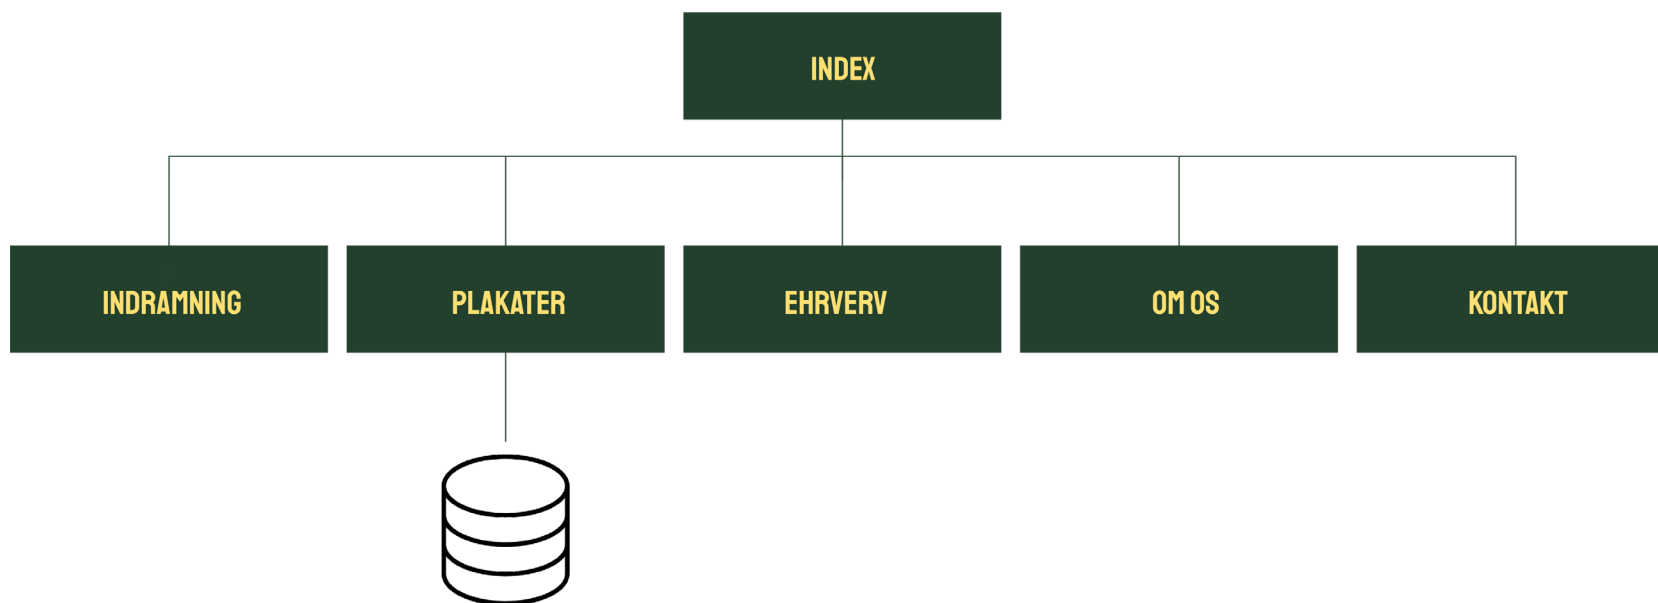 INDEX
INDRAMNING
PLAKATER
EHRVERV
OM OS
KONTAKT